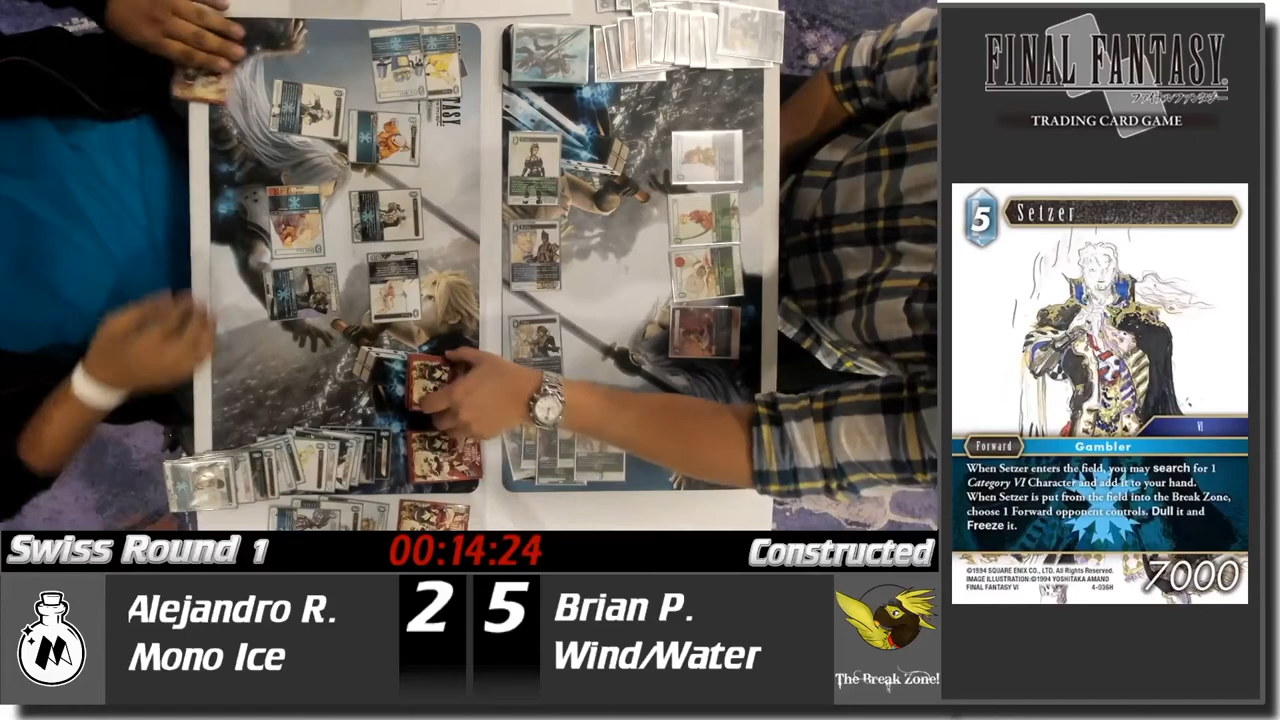 FINAL FANTASY
ファイナルファンタジー
TRADING CARD GAME
5
Setzer
VI
Forward
Gambler
When Setzer enters the field, you may search for 1
Category VI Character and add it to your hand.
When Setzer is put from the field into the Break Zone,
choose 1 Forward opponent controls. Dull it and
Freeze it.
©1994 SQUARE ENIX CO., LTD. All Rights Reserved.
IMAGE ILLUSTRATION:©1994 YOSHITAKA AMANO
FINAL FANTASY VI
4-036H
7000
Swiss Round 1
00:14:24
Constructed
Alejandro R.
Mono Ice
2
5
Brian P.
Wind/Water
The Break Zone!